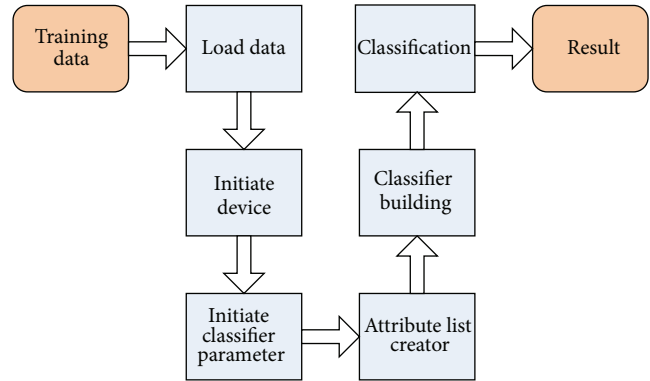 Training
data
Load data
Initiate
device
Initiate
classifier
parameter
Attribute list
creator
Classifier
building
Classification
Result